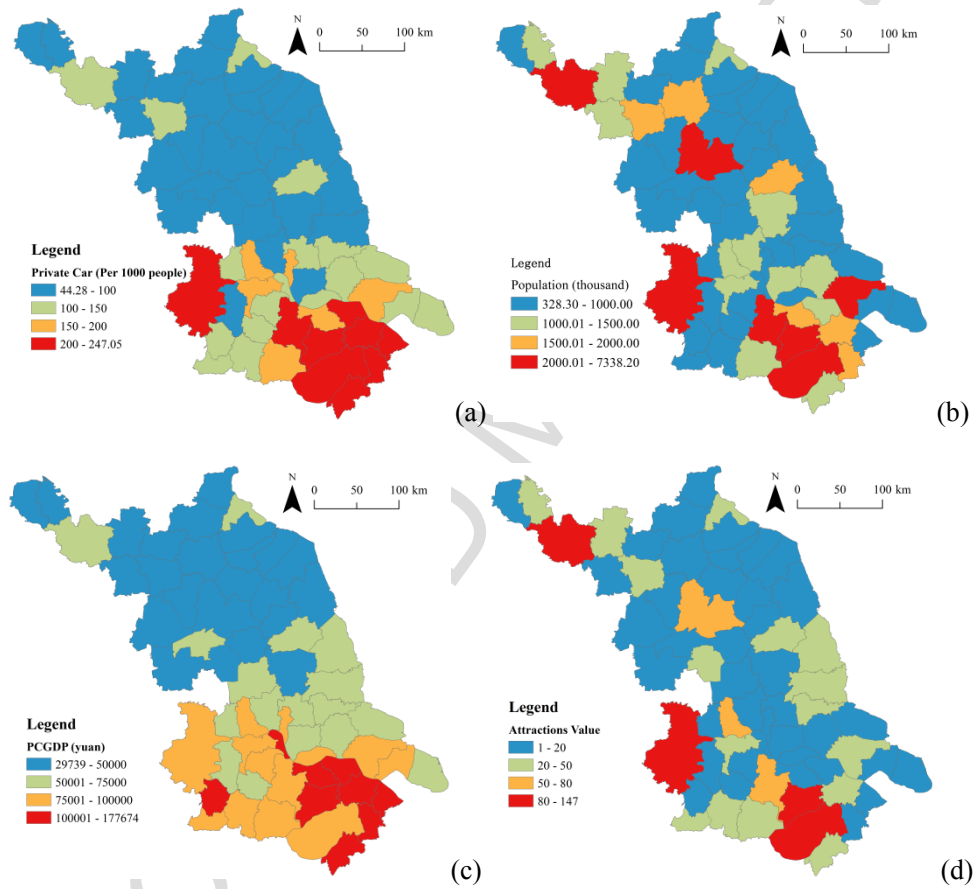 N
0 50 100 km
Legend
Private Car (Per 1000 people)
44.28 - 100
100 - 150
150 - 200
200 - 247.05
(a)
N
0 50 100 km
Legend
Population (thousand)
328.30 - 1000.00
1000.01 - 1500.00
1500.01 - 2000.00
2000.01 - 7338.20
(b)
N
0 50 100 km
Legend
PCGDP (yuan)
29739 - 50000
50001 - 75000
75001 - 100000
100001 - 177674
(c)
N
0 50 100 km
Legend
Attractions Value
1 - 20
20 - 50
50 - 80
80 - 147
(d)